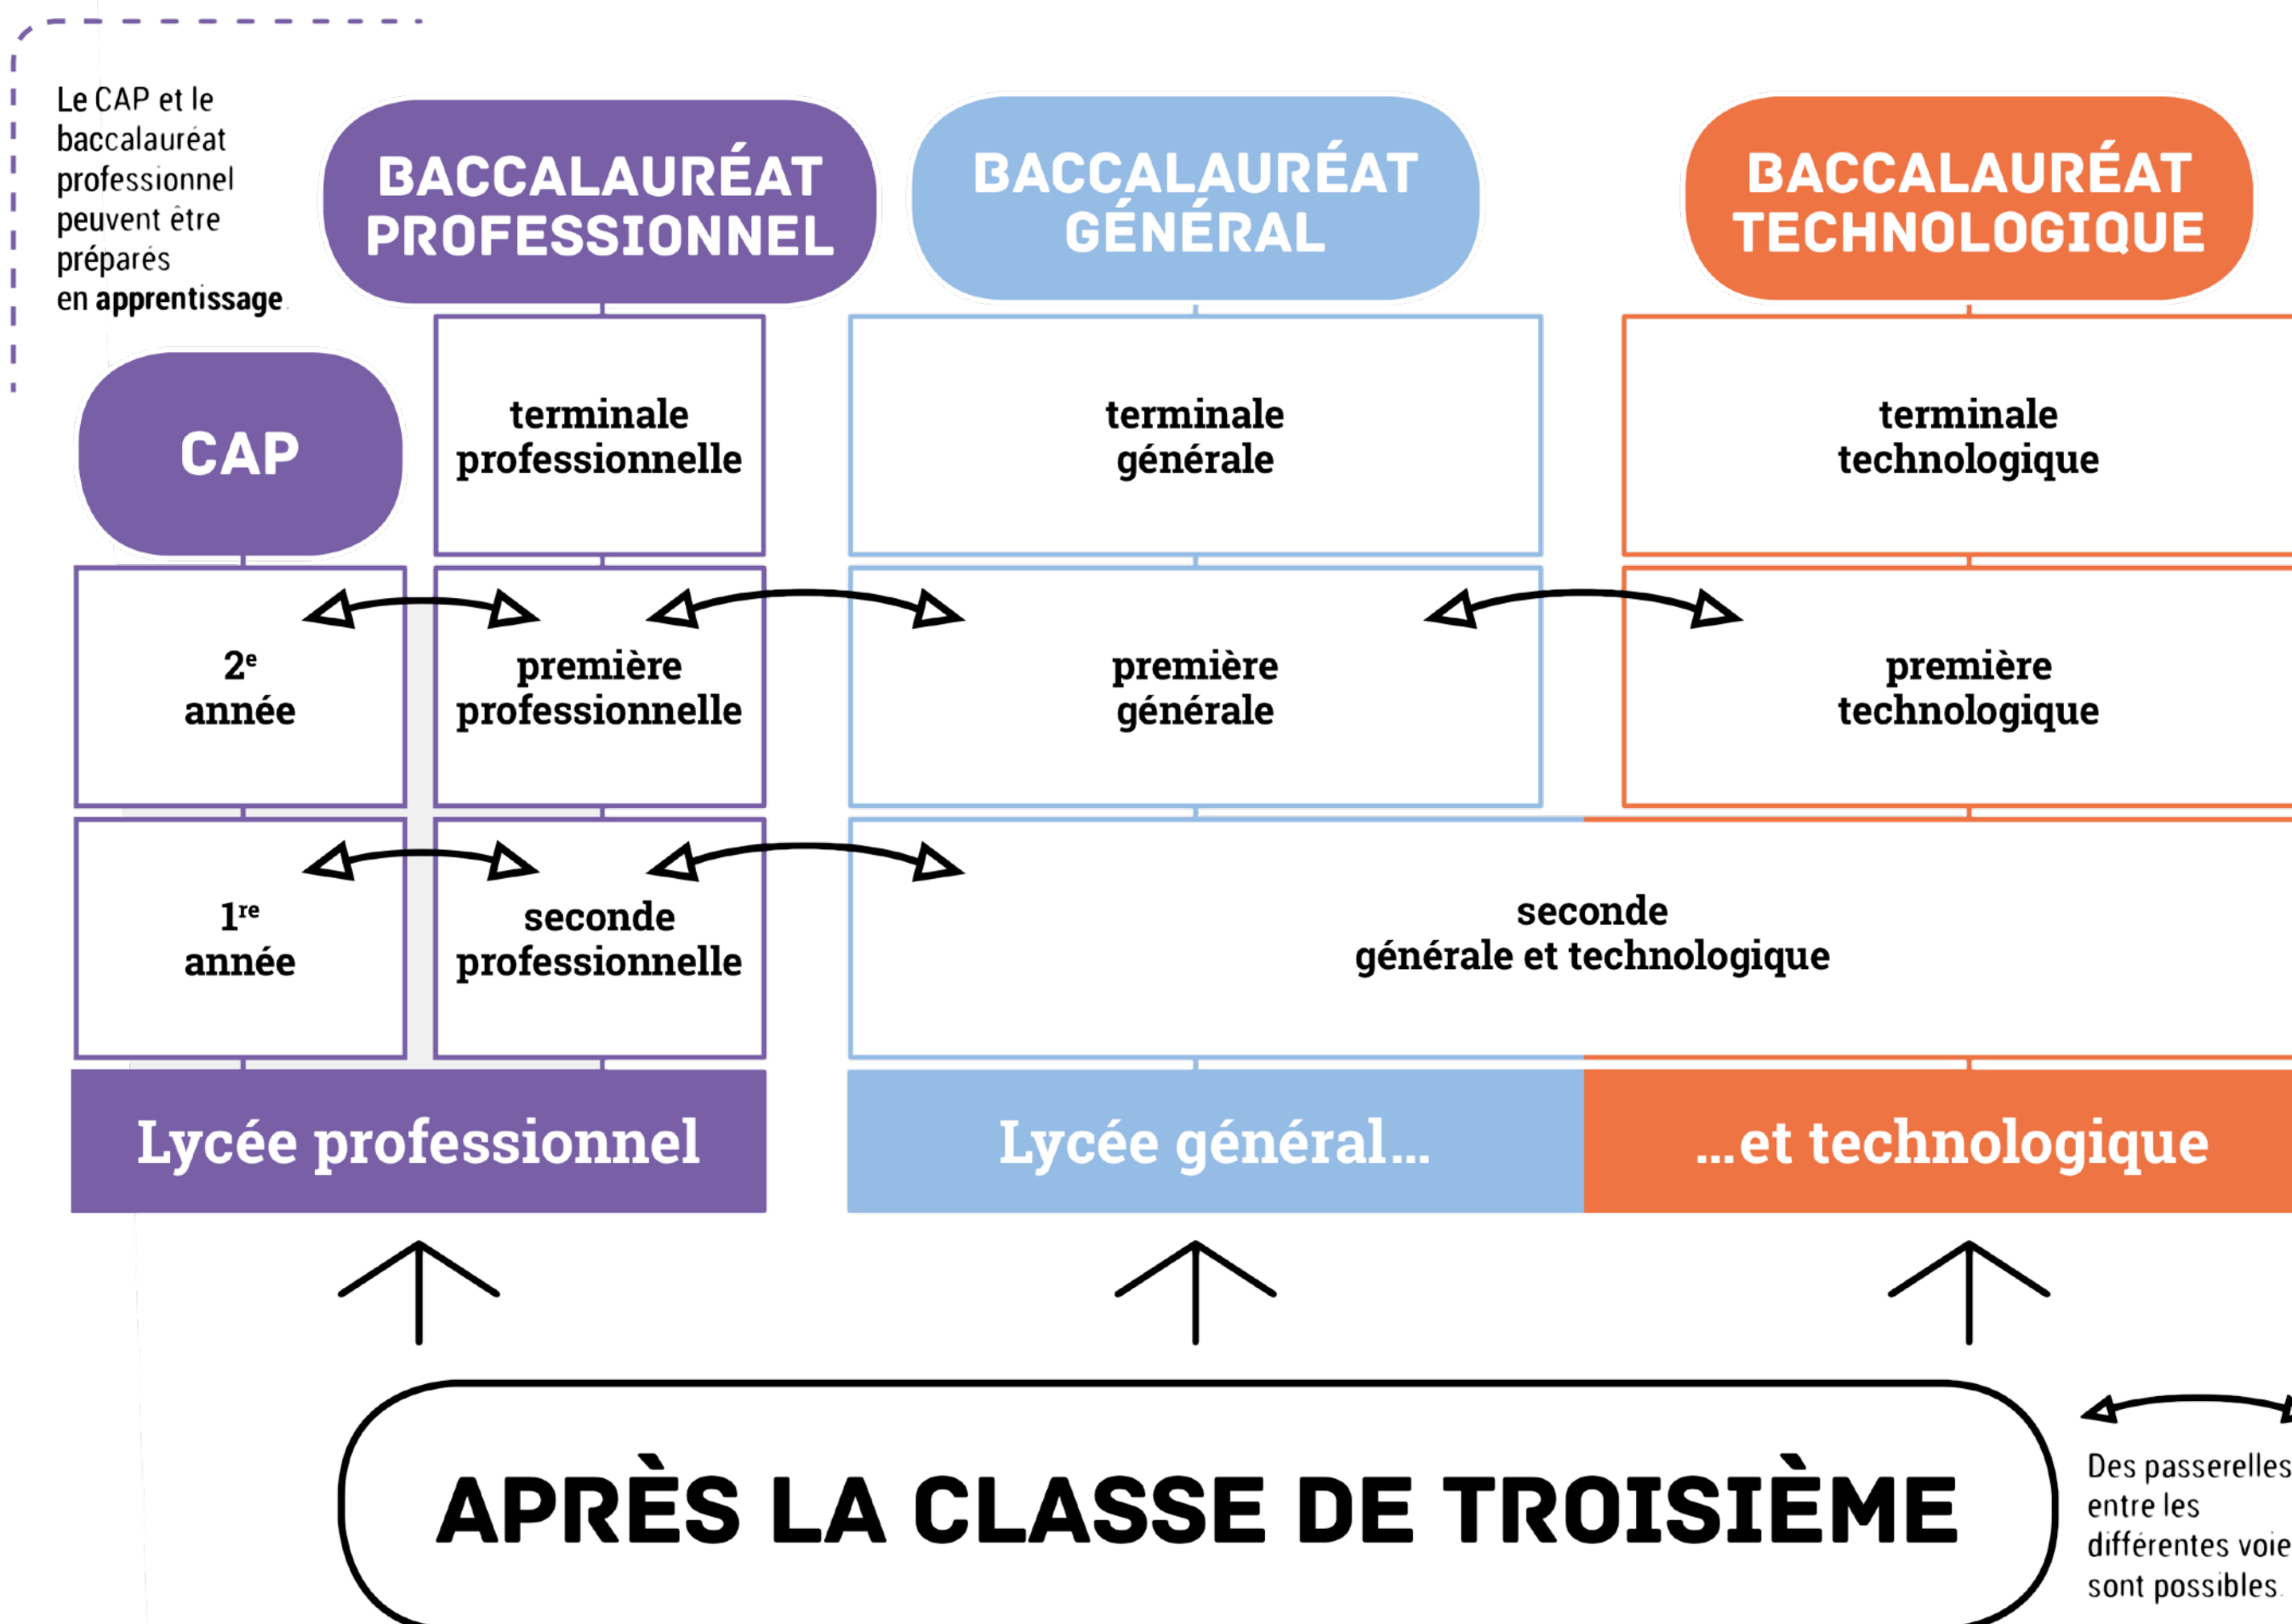 Le CAP et le
baccalauréat
professionnel
peuvent être
préparés
en apprentissage.
BACCALAURÉAT
PROFESSIONNEL
BACCALAURÉAT
GÉNÉRAL
BACCALAURÉAT
TECHNOLOGIQUE
CAP
terminale
professionnelle
terminale
générale
terminale
technologique
2e
année
première
professionnelle
première
générale
première
technologique
1re
année
seconde
professionnelle
seconde
générale et technologique
Lycée professionnel
Lycée général...
...et technologique
APRÈS LA CLASSE DE TROISIÈME
Des passerelles
entre les
différentes voie
sont possibles.